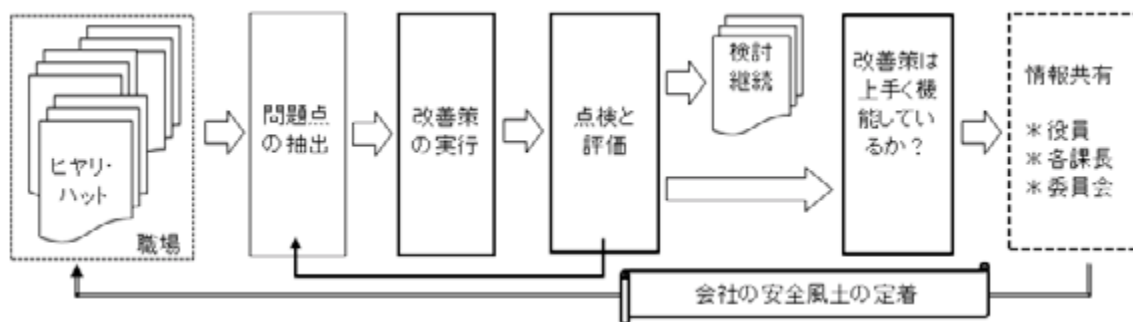 ヒヤリ・
ハット
職場
問題点
の抽出
改善策
の実行
点検と
評価
検討
継続
改善策は
上手く機
能してい
るか？
情報共有
＊役員
＊各課長
＊委員会
会社の安全風土の定着